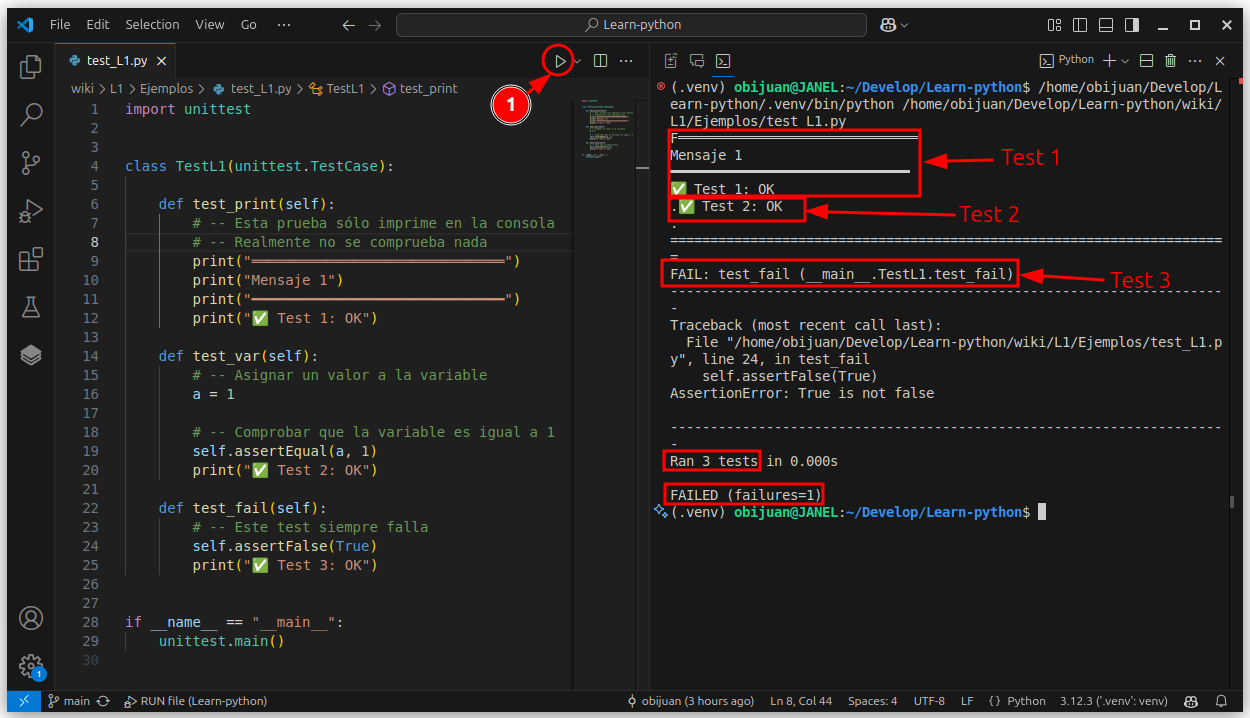 File Edit Selection View Go ··· Learn-python
test_L1.py
wiki > L1 > Ejemplos > test_L1.py > TestL1 > test_print
1 import unittest
2
3
4 class TestL1(unittest.TestCase):
5
6 def test_print(self):
7 # -- Esta prueba sólo imprime en la consola
8 # -- Realmente no se comprueba nada
9 print("═══════════════════════════════")
10 print("Mensaje 1")
11 print("═══════════════════════════════")
12 print("✅ Test 1: OK")
13
14 def test_var(self):
15 # -- Asignar un valor a la variable
16 a = 1
17
18 # -- Comprobar que la variable es igual a 1
19 self.assertEqual(a, 1)
20 print("✅ Test 2: OK")
21
22 def test_fail(self):
23 # -- Este test siempre falla
24 self.assertFalse(True)
25 print("✅ Test 3: OK")
26
27
28 if __name__ == "__main__":
29 unittest.main()
30
1
Python
(.venv) obijuan@JANEL:~/Develop/Learn-python$ /home/obijuan/Develop/L
earn-python/.venv/bin/python /home/obijuan/Develop/Learn-python/wiki/
L1/Ejemplos/test_L1.py
F══════════════════════════════
Mensaje 1
══════════════════════════════
✅ Test 1: OK
.✅ Test 2: OK
.
=====================================================================
=
FAIL: test_fail (__main__.TestL1.test_fail)
---------------------------------------------------------------------
-
Traceback (most recent call last):
File "/home/obijuan/Develop/Learn-python/wiki/L1/Ejemplos/test_L1.p
y", line 24, in test_fail
self.assertFalse(True)
AssertionError: True is not false
---------------------------------------------------------------------
-
Ran 3 tests in 0.000s
FAILED (failures=1)
(.venv) obijuan@JANEL:~/Develop/Learn-python$
Test 1
Test 2
Test 3
1
main RUN file (Learn-python) obijuan (3 hours ago) Ln 8, Col 44 Spaces: 4 UTF-8 LF {} Python 3.12.3 ('.venv': venv)